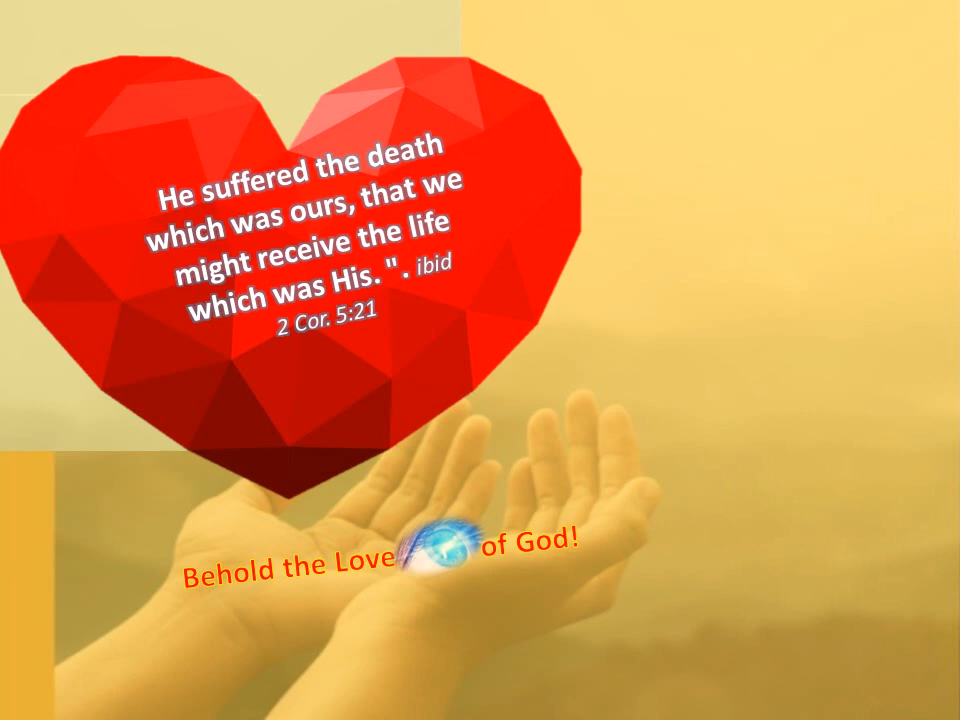 He suffered the death
which was ours, that we
might receive the life
which was His. ". ibid
2 Cor. 5:21
Behold the Love of God!